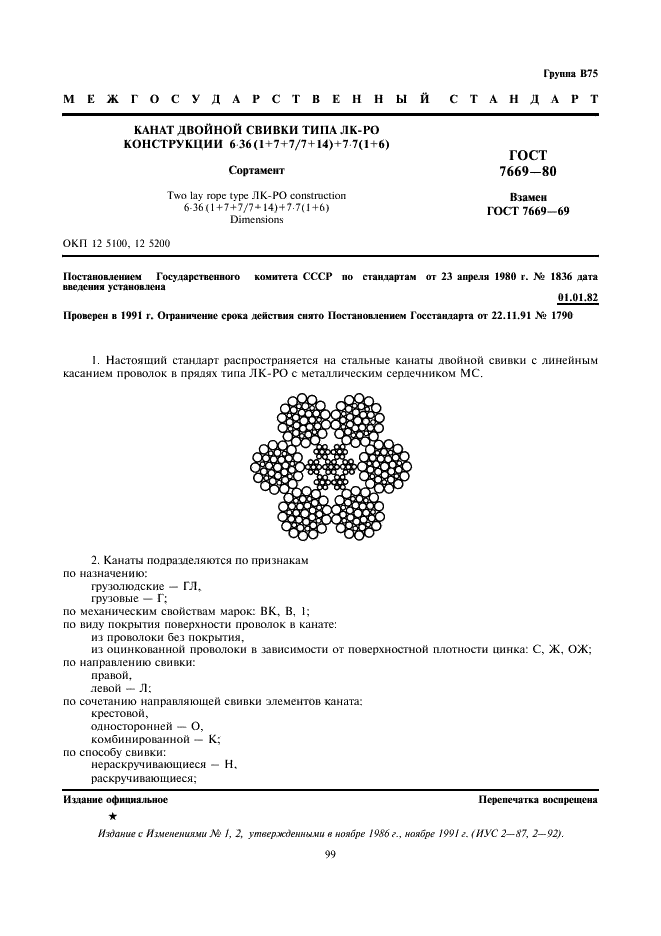 Группа В75
МЕЖГОСУДАРСТВЕННЫЙ СТАНДАРТ
КАНАТ ДВОЙНОЙ СВИВКИ ТИПА ЛК-РО
КОНСТРУКЦИИ 6·36(1+7+7/7+14)+7·7(1+6)
Сортамент
Two lay rope type ЛК-РО construction
6·36(1+7+7/7+14)+7·7(1+6)
Dimensions
ГОСТ
7669—80
Взамен
ГОСТ 7669—69
ОКП 12 5100, 12 5200
Постановлением Государственного комитета СССР по стандартам от 23 апреля 1980 г. № 1836 дата
введения установлена
01.01.82
Проверен в 1991 г. Ограничение срока действия снято Постановлением Госстандарта от 22.11.91 № 1790
1. Настоящий стандарт распространяется на стальные канаты двойной свивки с линейным
касанием проволок в прядях типа ЛК-РО с металлическим сердечником МС.
2. Канаты подразделяются по признакам
по назначению:
грузолюдские — ГЛ,
грузовые — Г;
по механическим свойствам марок: ВК, В, 1;
по виду покрытия поверхности проволок в канате:
из проволоки без покрытия,
из оцинкованной проволоки в зависимости от поверхностной плотности цинка: С, Ж, ОЖ;
по направлению свивки:
правой,
левой — Л;
по сочетанию направляющей свивки элементов каната:
крестовой,
односторонней — О,
комбинированной — К;
по способу свивки:
нераскручивающиеся — Н,
раскручивающиеся;
Издание официальное
Перепечатка воспрещена
★
Издание с Изменениями № 1, 2, утвержденными в ноябре 1986 г., ноябре 1991 г. (ИУС 2—87, 2—92).
99